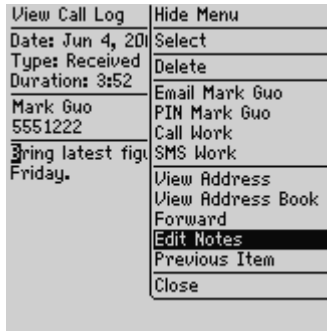 View Call Log
Date: Jun 4, 20
Type: Received
Duration: 3:52
Mark Guo
5551222
Bring latest figu
Friday.
Hide Menu
Select
Delete
Email Mark Guo
PIN Mark Guo
Call Work
SMS Work
View Address
View Address Book
Forward
Edit Notes
Previous Item
Close